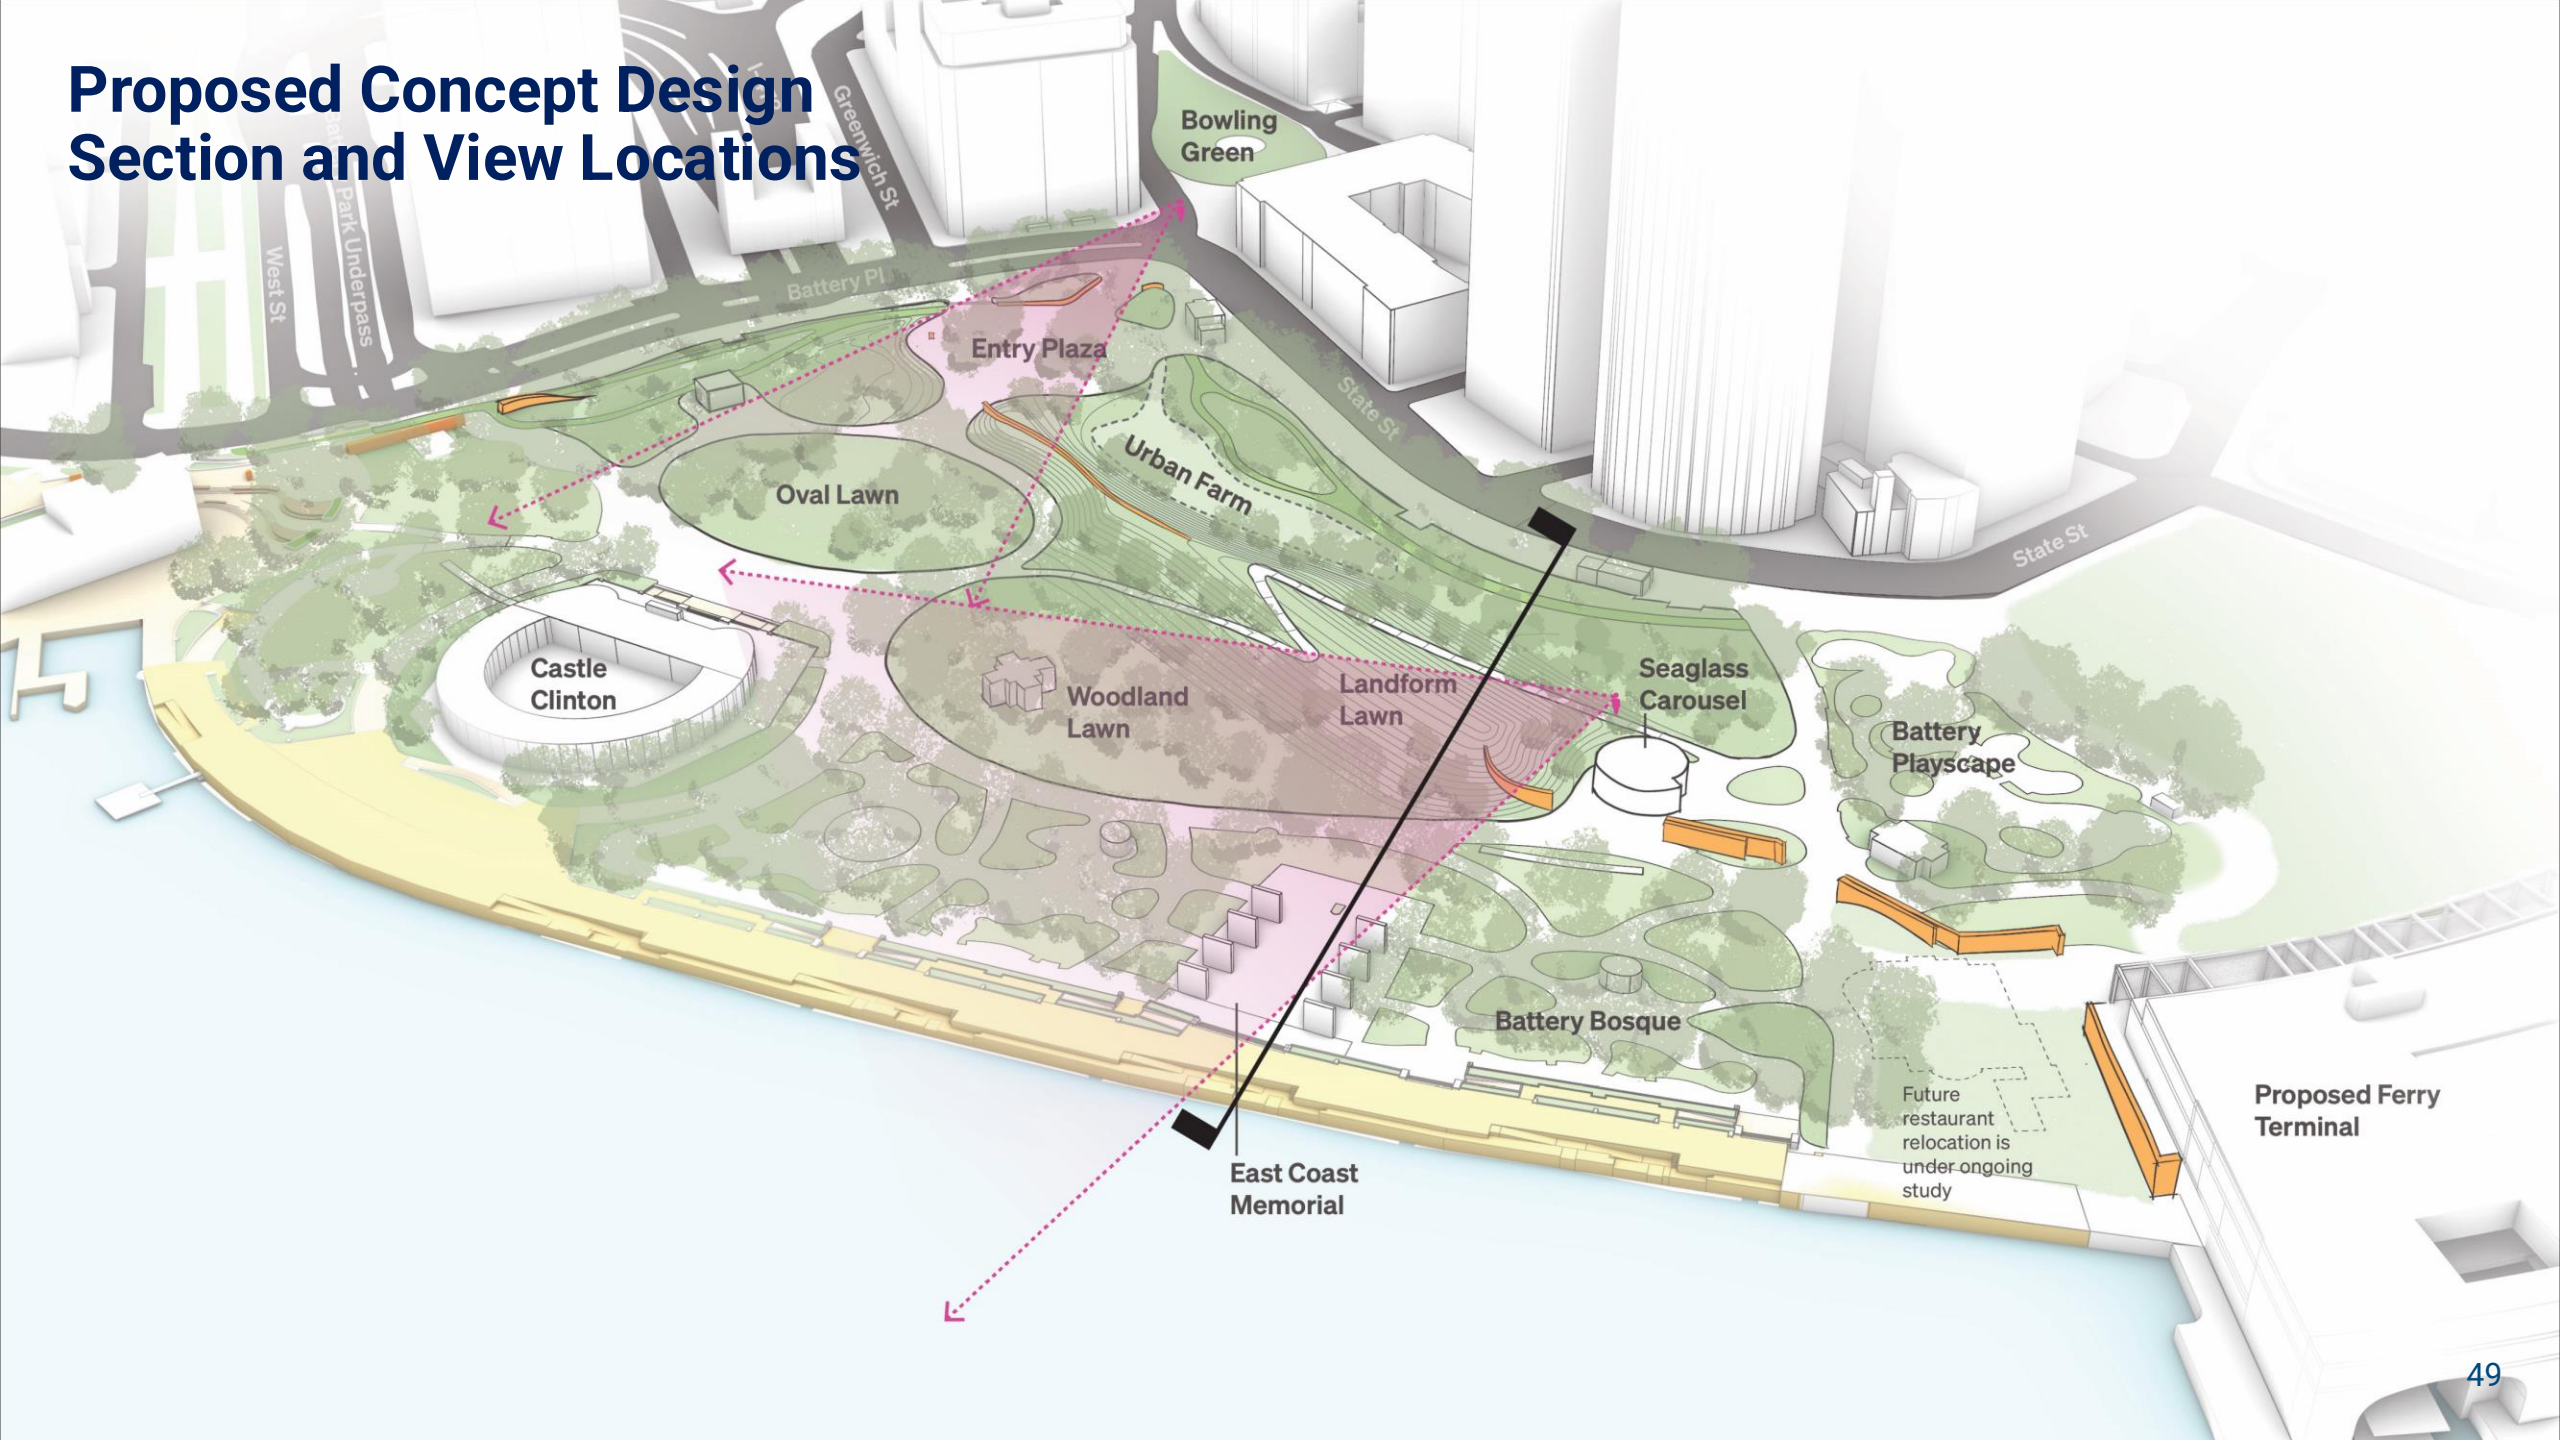 Proposed Concept Design
Section and View Locations
Greenwich St
Park Underpass
West St
Battery Pl
Bowling
Green
Entry Plaza
State St
Urban Farm
Oval Lawn
State St
Castle
Clinton
Woodland
Lawn
Landform
Lawn
Seaglass
Carousel
Battery
Playscape
Battery Bosque
Future
restaurant
relocation is
under ongoing
study
Proposed Ferry
Terminal
East Coast
Memorial
49